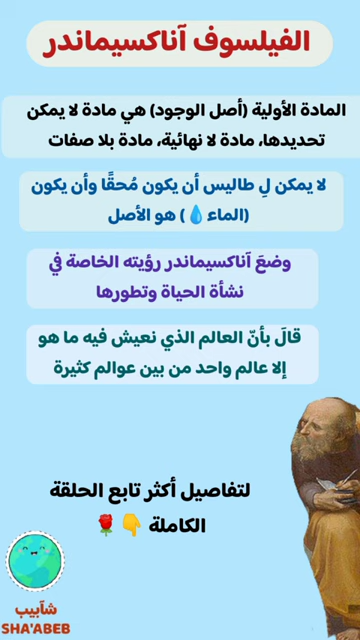 الفيلسوف آناكسيماندر
المادة الأولية (أصل الوجود) هي مادة لا يمكن
تحديدها، مادة لا نهائية، مادة بلا صفات
لا يمكن لِ طاليس أن يكون مُحقًا وأن يكون
(الماء💧) هو الأصل
وضعَ آناكسيماندر رؤيته الخاصة في
نشأة الحياة وتطورها
قالَ بأنّ العالم الذي نعيش فيه ما هو
إلا عالم واحد من بين عوالم كثيرة
لتفاصيل أكثر تابع الحلقة
الكاملة 👇🌹
شآبيب
SHA'ABEB